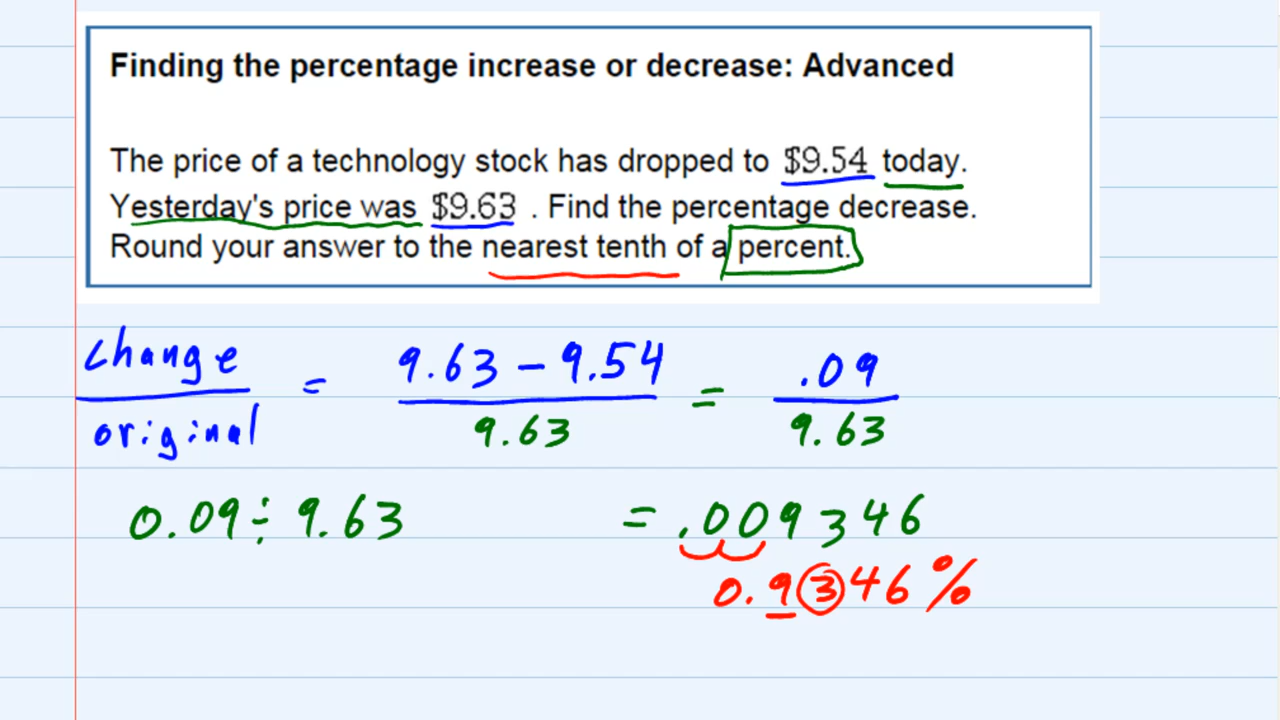 Finding the percentage increase or decrease: Advanced
The price of a technology stock has dropped to $9.54 today.
Yesterday's price was $9.63 . Find the percentage decrease.
Round your answer to the nearest tenth of a percent.
change/original = 9.63 - 9.54/9.63 = .09/9.63
0.09 ÷ 9.63 = .009346
0.9346%